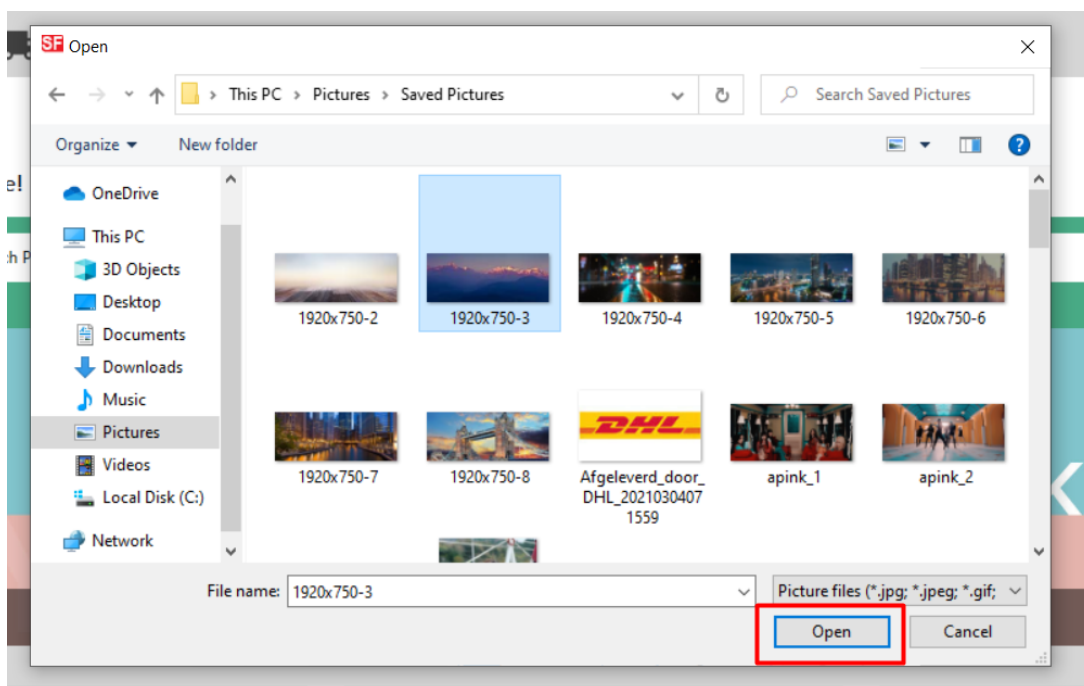 SF Open
This PC > Pictures > Saved Pictures
Search Saved Pictures
Organize
New folder
?
e!
ch P
OneDrive
This PC
3D Objects
Desktop
Documents
Downloads
Music
Pictures
Videos
Local Disk (C:)
Network
1920x750-2
1920x750-3
1920x750-4
1920x750-5
1920x750-6
DHL
1920x750-7
1920x750-8
Afgeleverd_door_
DHL_2021030407
1559
apink_1
apink_2
K
File name:
1920x750-3
Picture files (*.jpg; *.jpeg; *.gif;
Open
Cancel